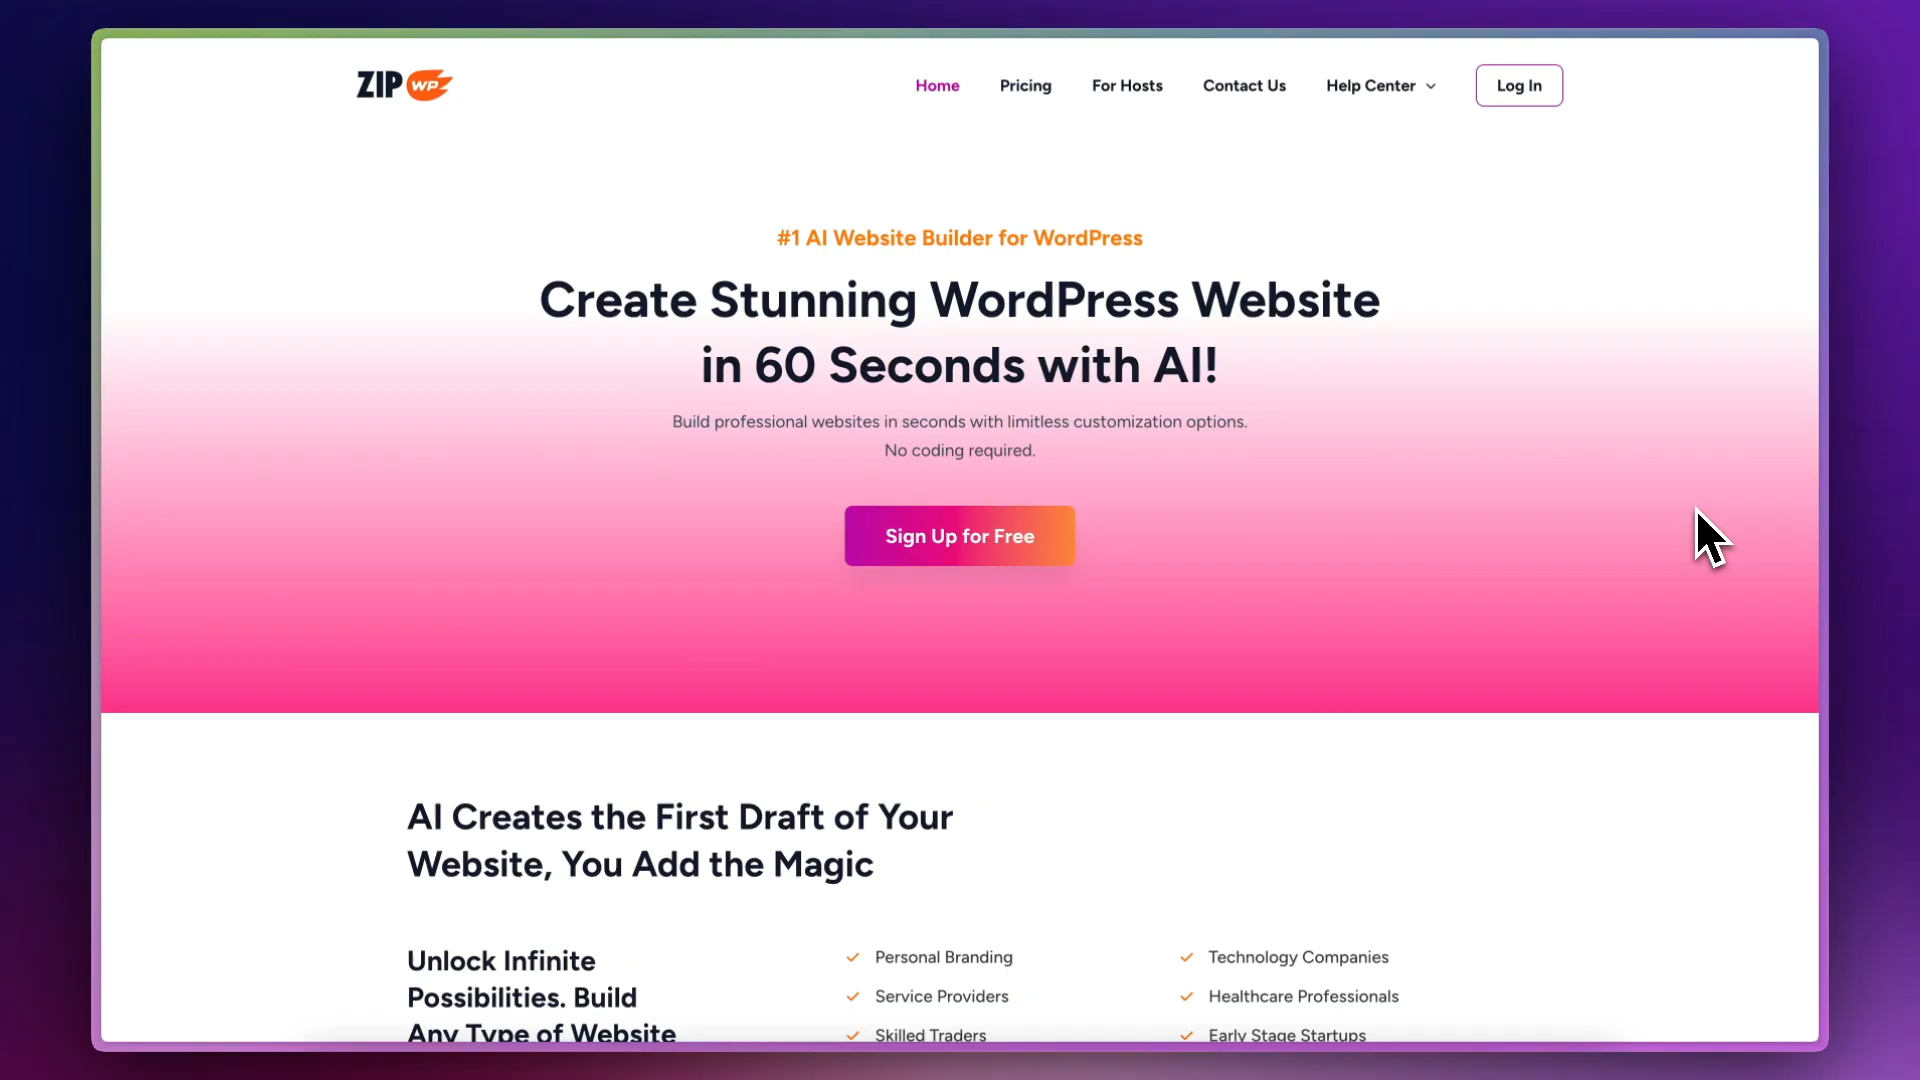 ZIP WP
Home
Pricing
For Hosts
Contact Us
Help Center
Log In
#1 AI Website Builder for WordPress
Create Stunning WordPress Website
in 60 Seconds with AI!
Build professional websites in seconds with limitless customization options.
No coding required.
Sign Up for Free
AI Creates the First Draft of Your
Website, You Add the Magic
Unlock Infinite
Possibilities. Build
Any Type of Website
Personal Branding
Service Providers
Skilled Traders
Technology Companies
Healthcare Professionals
Early Stage Startups